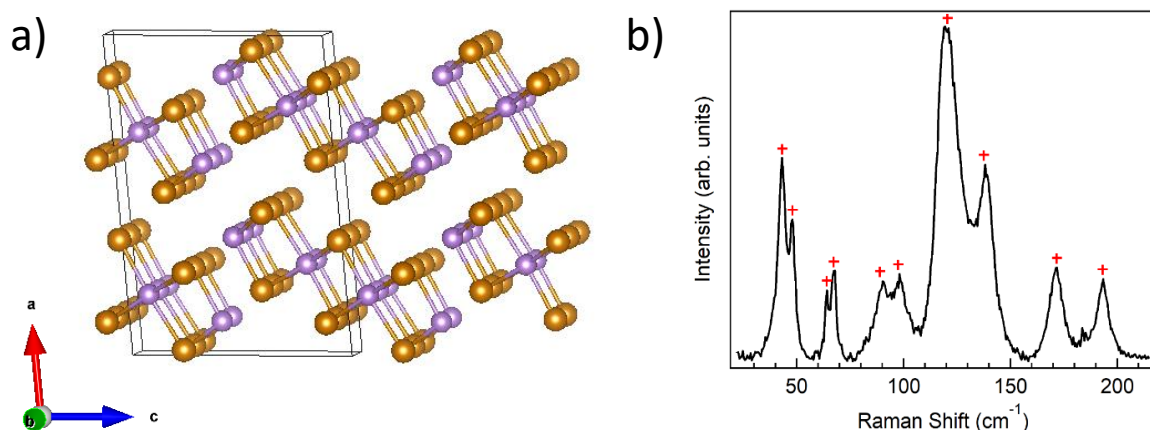 a)
a
b
c
b)
Intensity (arb. units)
50 100 150 200
Raman Shift (cm⁻¹)